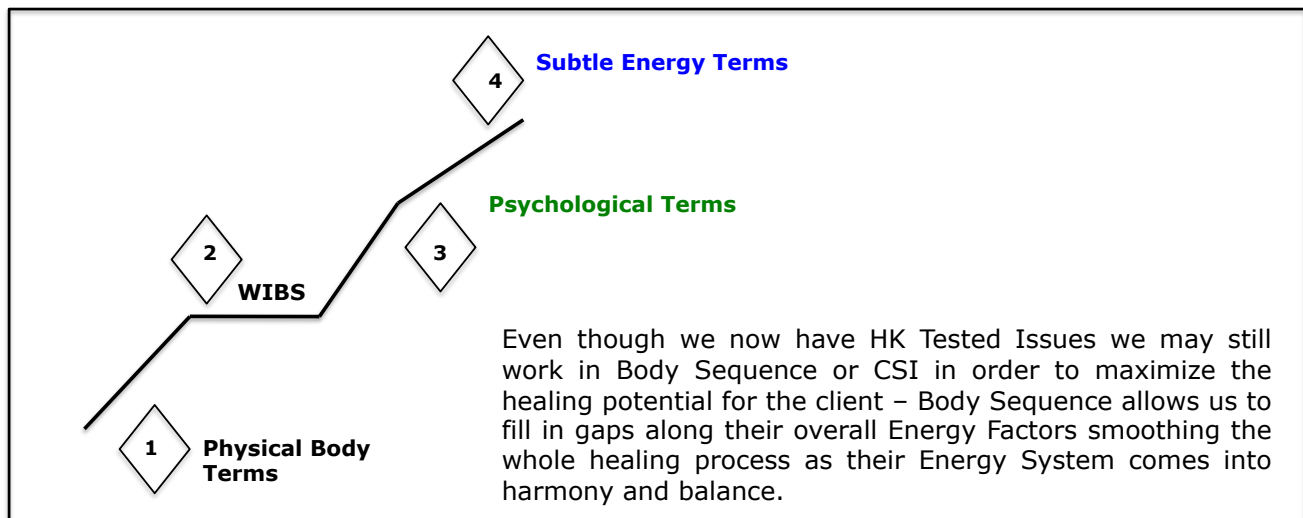 4
Subtle Energy Terms
Psychological Terms
3
2
WIBS
1
Physical Body
Terms
Even though we now have HK Tested Issues we may still
work in Body Sequence or CSI in order to maximize the
healing potential for the client – Body Sequence allows us to
fill in gaps along their overall Energy Factors smoothing the
whole healing process as their Energy System comes into
harmony and balance.